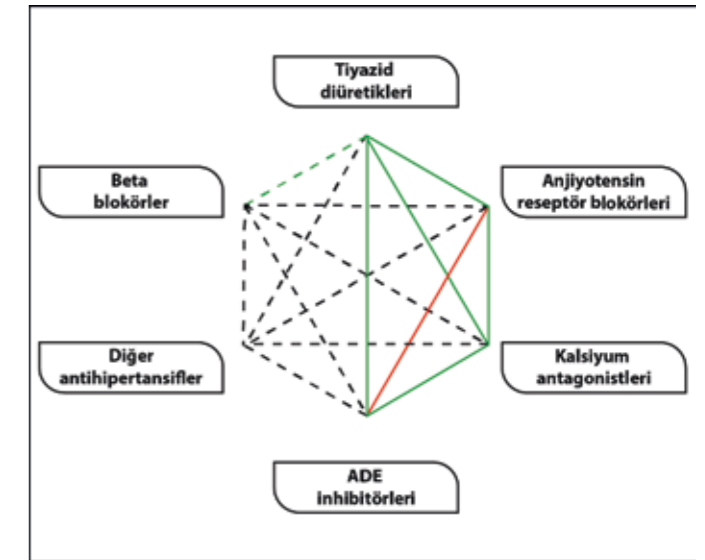 Tiyazid
diüretikleri
Beta
blokörler
Anjiyotensin
reseptör blokörleri
Diğer
antihipertansifler
Kalsiyum
antagonistleri
ADE
inhibitörleri